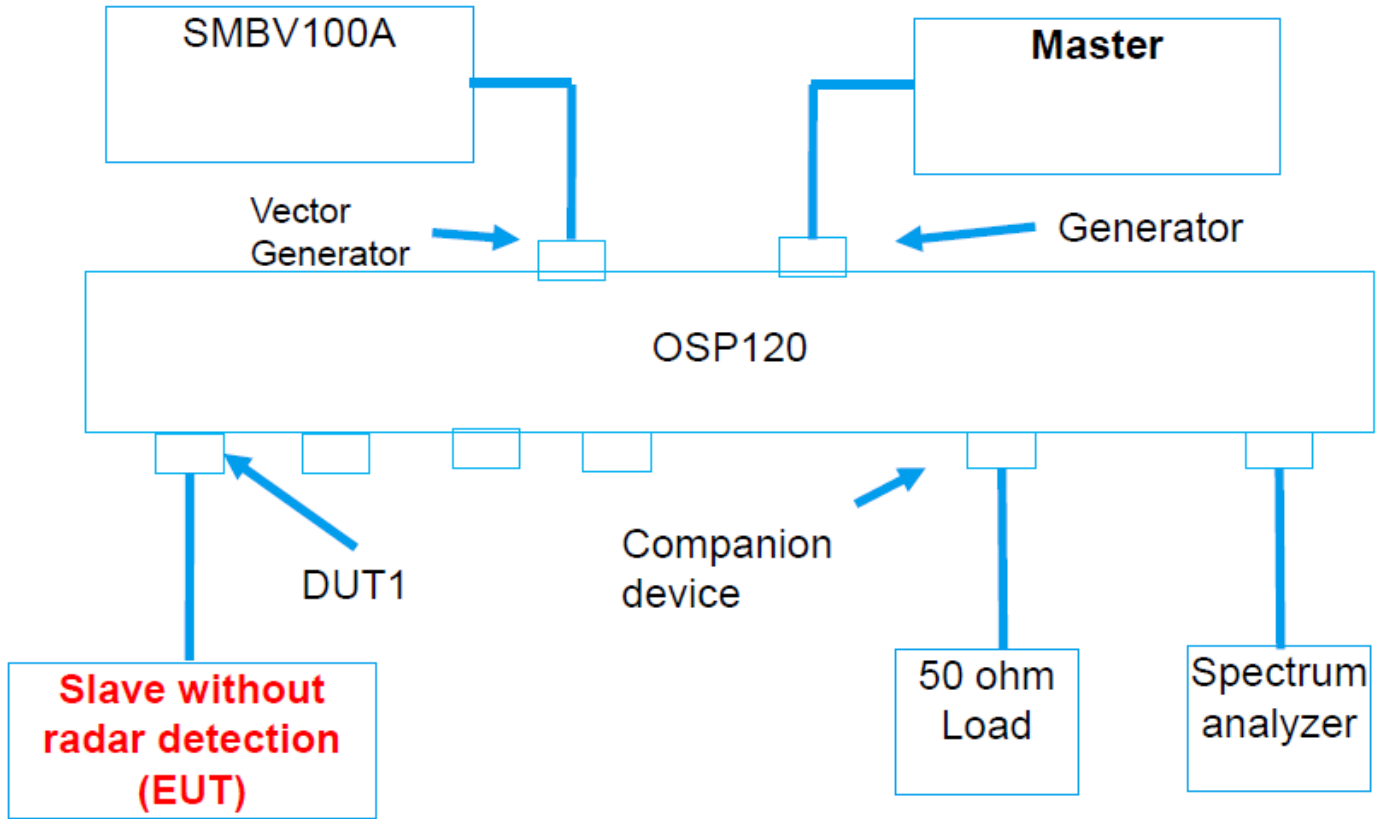 SMBV100A
Master
Vector
Generator
Generator
OSP120
DUT1
Companion
device
Slave without
radar detection
(EUT)
50 ohm
Load
Spectrum
analyzer